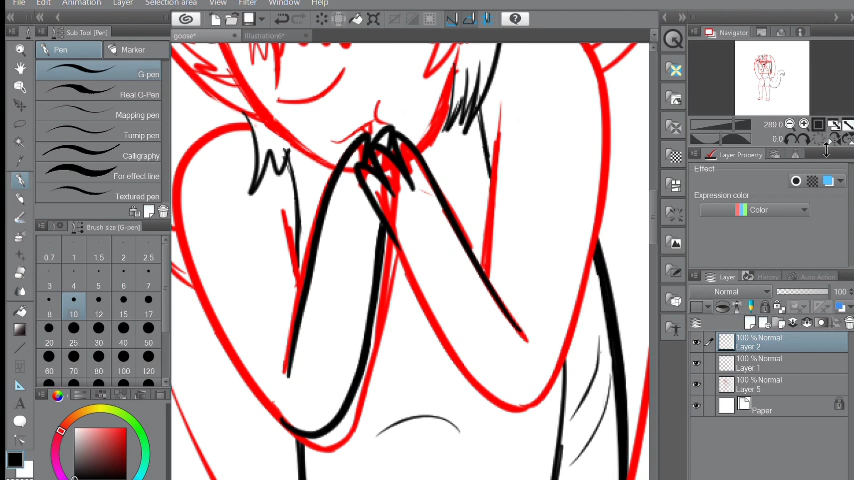 File Edit Animation Layer Selection area View Filter Window Help
goose* Illustration6*
Sub Tool [Pen]
Pen Marker
G-pen
Real G-Pen
Mapping pen
Turnip pen
Calligraphy
For effect line
Textured pen
Brush size [G-pen]
0.7 1 1.5 2 2.5
3 4 5 6 7
8 10 12 15 17
20 25 30 40 50
60 70 80
Navigator
289.0
0.0
Layer Property
Effect
Expression color
Color
Layer History Auto Action
Normal 100
100 %Normal
Layer 2
100 %Normal
Layer 1
100 %Normal
Layer 5
Paper